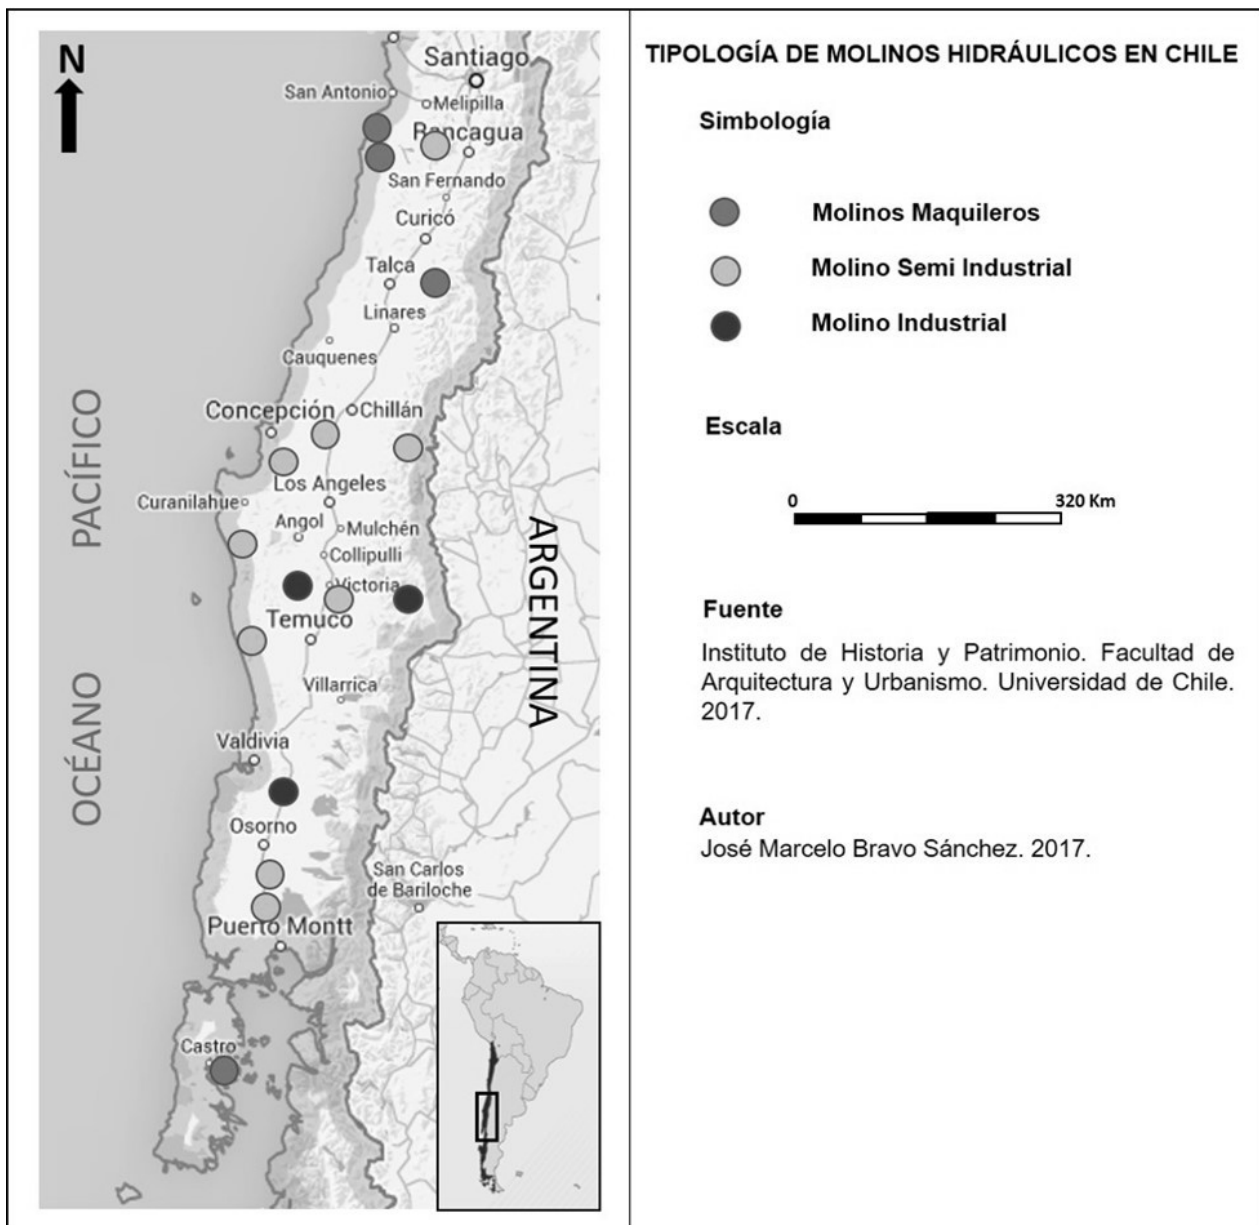 N
Santiago
San Antonio
Melipilla
Rancagua
San Fernando
Curicó
Talca
Linares
Cauquenes
Concepción
Chillán
Los Angeles
Curanilahue
Angol
Mulchén
Collipulli
Victoria
Temuco
Villarrica
Valdivia
Osorno
San Carlos
de Bariloche
Puerto Montt
Castro
OCÉANO PACÍFICO
ARGENTINA
TIPOLOGÍA DE MOLINOS HIDRÁULICOS EN CHILE
Simbología
Molinos Maquileros
Molino Semi Industrial
Molino Industrial
Escala
0 320 Km
Fuente
Instituto de Historia y Patrimonio. Facultad de
Arquitectura y Urbanismo. Universidad de Chile.
2017.
Autor
José Marcelo Bravo Sánchez. 2017.